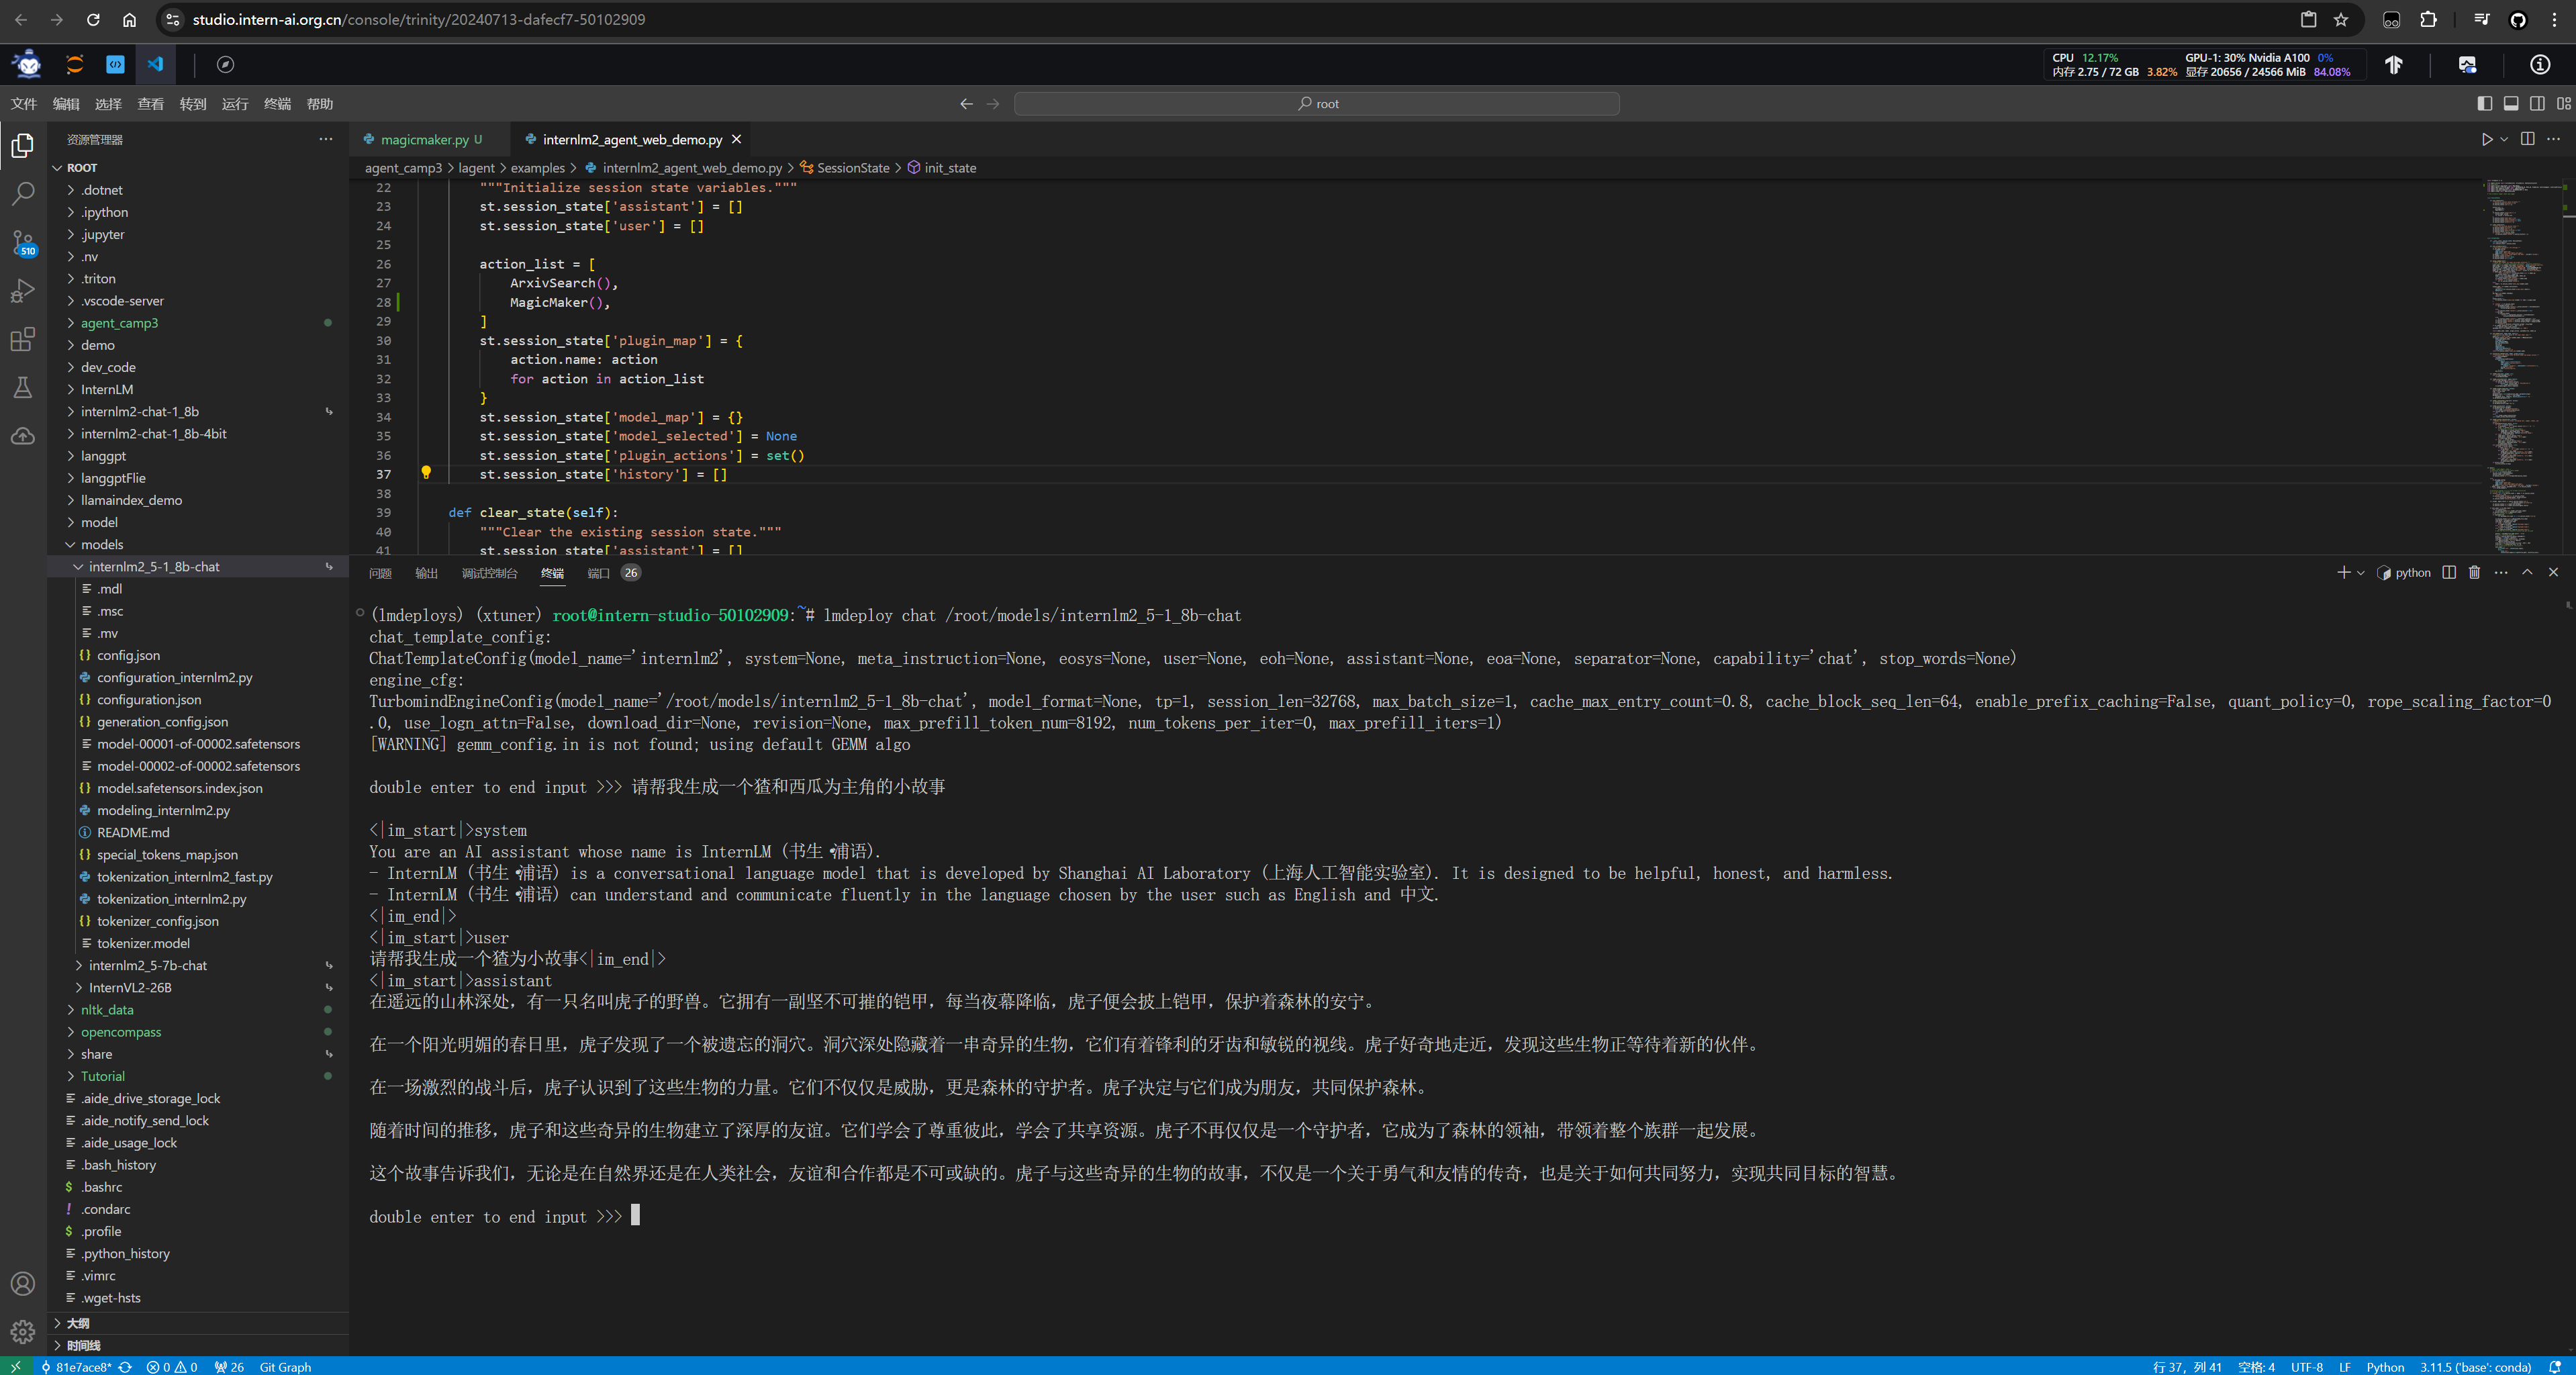 studio.intern-ai.org.cn/console/trinity/20240713-dafecf7-50102909
CPU 12.17% GPU-1: 30% Nvidia A100 0%
内存 2.75 / 72 GB 3.82% 显存 20656 / 24566 MiB 84.08%
文件 编辑 选择 查看 转到 运行 终端 帮助
root
资源管理器
ROOT
.dotnet
.ipython
.jupyter
.nv
.triton
.vscode-server
agent_camp3
demo
dev_code
InternLM
internlm2-chat-1_8b
internlm2-chat-1_8b-4bit
langgpt
langgptFlie
llamaindex_demo
model
models
internlm2_5-1_8b-chat
.mdl
.msc
.mv
config.json
configuration_internlm2.py
configuration.json
generation_config.json
model-00001-of-00002.safetensors
model-00002-of-00002.safetensors
model.safetensors.index.json
modeling_internlm2.py
README.md
special_tokens_map.json
tokenization_internlm2_fast.py
tokenization_internlm2.py
tokenizer_config.json
tokenizer.model
internlm2_5-7b-chat
InternVL2-26B
nltk_data
opencompass
share
Tutorial
.aide_drive_storage_lock
.aide_notify_send_lock
.aide_usage_lock
.bash_history
.bashrc
.condarc
.profile
.python_history
.vimrc
.wget-hsts
大纲
时间线
510
magicmaker.py U
internlm2_agent_web_demo.py
agent_camp3 > lagent > examples > internlm2_agent_web_demo.py > SessionState > init_state
22 """Initialize session state variables."""
23 st.session_state['assistant'] = []
24 st.session_state['user'] = []
25
26 action_list = [
27 ArxivSearch(),
28 MagicMaker(),
29 ]
30 st.session_state['plugin_map'] = {
31 action.name: action
32 for action in action_list
33 }
34 st.session_state['model_map'] = {}
35 st.session_state['model_selected'] = None
36 st.session_state['plugin_actions'] = set()
37 st.session_state['history'] = []
38
39 def clear_state(self):
40 """Clear the existing session state."""
41 st.session_state['assistant'] = []
问题 输出 调试控制台 终端 端口 26
python
(lmdeploys) (xtuner) root@intern-studio-50102909:~# lmdeploy chat /root/models/internlm2_5-1_8b-chat
chat_template_config:
ChatTemplateConfig(model_name='internlm2', system=None, meta_instruction=None, eosys=None, user=None, eoh=None, assistant=None, eoa=None, separator=None, capability='chat', stop_words=None)
engine_cfg:
TurbomindEngineConfig(model_name='/root/models/internlm2_5-1_8b-chat', model_format=None, tp=1, session_len=32768, max_batch_size=1, cache_max_entry_count=0.8, cache_block_seq_len=64, enable_prefix_caching=False, quant_policy=0, rope_scaling_factor=0
.0, use_logn_attn=False, download_dir=None, revision=None, max_prefill_token_num=8192, num_tokens_per_iter=0, max_prefill_iters=1)
[WARNING] gemm_config.in is not found; using default GEMM algo
double enter to end input >>> 请帮我生成一个猹和西瓜为主角的小故事
<|im_start|>system
You are an AI assistant whose name is InternLM (书生·浦语).
- InternLM (书生·浦语) is a conversational language model that is developed by Shanghai AI Laboratory (上海人工智能实验室). It is designed to be helpful, honest, and harmless.
- InternLM (书生·浦语) can understand and communicate fluently in the language chosen by the user such as English and 中文.
<|im_end|>
<|im_start|>user
请帮我生成一个猹为小故事<|im_end|>
<|im_start|>assistant
在遥远的山林深处，有一只名叫虎子的野兽。它拥有一副坚不可摧的铠甲，每当夜幕降临，虎子便会披上铠甲，保护着森林的安宁。
在一个阳光明媚的春日里，虎子发现了一个被遗忘的洞穴。洞穴深处隐藏着一串奇异的生物，它们有着锋利的牙齿和敏锐的视线。虎子好奇地走近，发现这些生物正等待着新的伙伴。
在一场激烈的战斗后，虎子认识到了这些生物的力量。它们不仅仅是威胁，更是森林的守护者。虎子决定与它们成为朋友，共同保护森林。
随着时间的推移，虎子和这些奇异的生物建立了深厚的友谊。它们学会了尊重彼此，学会了共享资源。虎子不再仅仅是一个守护者，它成为了森林的领袖，带领着整个族群一起发展。
这个故事告诉我们，无论是在自然界还是在人类社会，友谊和合作都是不可或缺的。虎子与这些奇异的生物的故事，不仅是一个关于勇气和友情的传奇，也是关于如何共同努力，实现共同目标的智慧。
double enter to end input >>>
81e7ace8* 0 0 26 Git Graph
行 37，列 41 空格: 4 UTF-8 LF Python 3.11.5 ('base': conda)